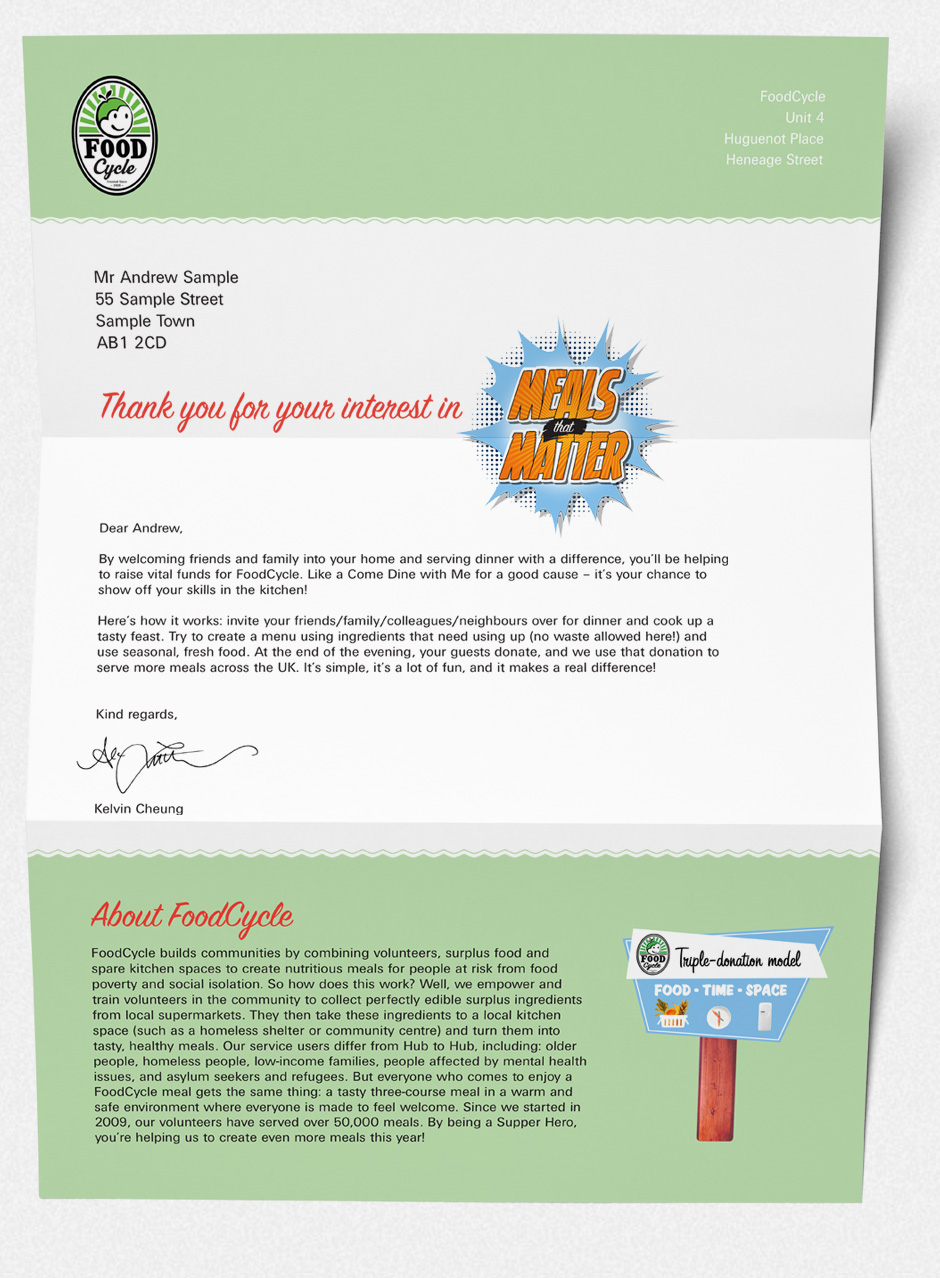 FOOD
Cycle
FoodCycle
Unit 4
Huguenot Place
Heneage Street
Mr Andrew Sample
55 Sample Street
Sample Town
AB1 2CD
Thank you for your interest in
MEALS
that
MATTER
Dear Andrew,
By welcoming friends and family into your home and serving dinner with a difference, you'll be helping
to raise vital funds for FoodCycle. Like a Come Dine with Me for a good cause – it's your chance to
show off your skills in the kitchen!
Here's how it works: invite your friends/family/colleagues/neighbours over for dinner and cook up a
tasty feast. Try to create a menu using ingredients that need using up (no waste allowed here!) and
use seasonal, fresh food. At the end of the evening, your guests donate, and we use that donation to
serve more meals across the UK. It's simple, it's a lot of fun, and it makes a real difference!
Kind regards,
Kelvin Cheung
About FoodCycle
FoodCycle builds communities by combining volunteers, surplus food and
spare kitchen spaces to create nutritious meals for people at risk from food
poverty and social isolation. So how does this work? Well, we empower and
train volunteers in the community to collect perfectly edible surplus ingredients
from local supermarkets. They then take these ingredients to a local kitchen
space (such as a homeless shelter or community centre) and turn them into
tasty, healthy meals. Our service users differ from Hub to Hub, including: older
people, homeless people, low-income families, people affected by mental health
issues, and asylum seekers and refugees. But everyone who comes to enjoy a
FoodCycle meal gets the same thing: a tasty three-course meal in a warm and
safe environment where everyone is made to feel welcome. Since we started in
2009, our volunteers have served over 50,000 meals. By being a Supper Hero,
you're helping us to create even more meals this year!
FOOD
Cycle
Triple-donation model
FOOD • TIME • SPACE